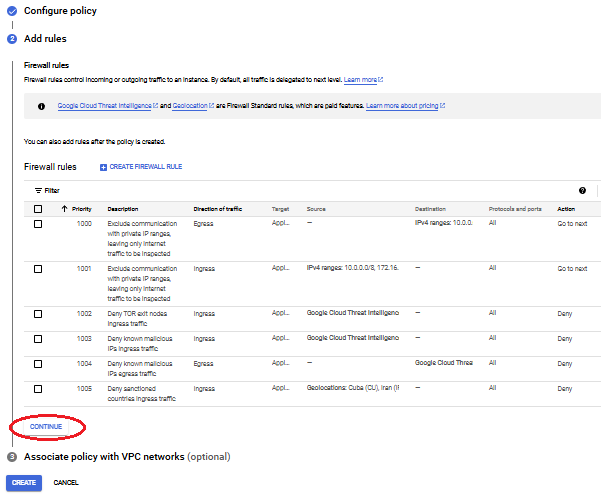 Configure policy
2 Add rules
Firewall rules
Firewall rules control incoming or outgoing traffic to an instance. By default, all traffic is delegated to next level. Learn more
Google Cloud Threat Intelligence and Geolocation are Firewall Standard rules, which are paid features. Learn more about pricing
You can also add rules after the policy is created.
Firewall rules CREATE FIREWALL RULE
Filter
Priority Description Direction of traffic Target Source Destination Protocols and ports Action
1000 Exclude communication Egress Appl... — IPv4 ranges: 10.0.0. All Go to next
with private IP ranges,
leaving only internet
traffic to be inspected
1001 Exclude communication Ingress Appl... IPv4 ranges: 10.0.0.0/8, 172.16. — All Go to next
with private IP ranges,
leaving only internet
traffic to be inspected
1002 Deny TOR exit nodes Ingress Appl... Google Cloud Threat Intelligenc — All Deny
ingress traffic
1003 Deny known malicious Ingress Appl... Google Cloud Threat Intelligenc — All Deny
IPs ingress traffic
1004 Deny known malicious Egress Appl... — Google Cloud Threa All Deny
IPs egress traffic
1005 Deny sanctioned Ingress Appl... Geolocations: Cuba (CU), Iran (I — All Deny
countries ingress traffic
CONTINUE
3 Associate policy with VPC networks (optional)
CREATE CANCEL